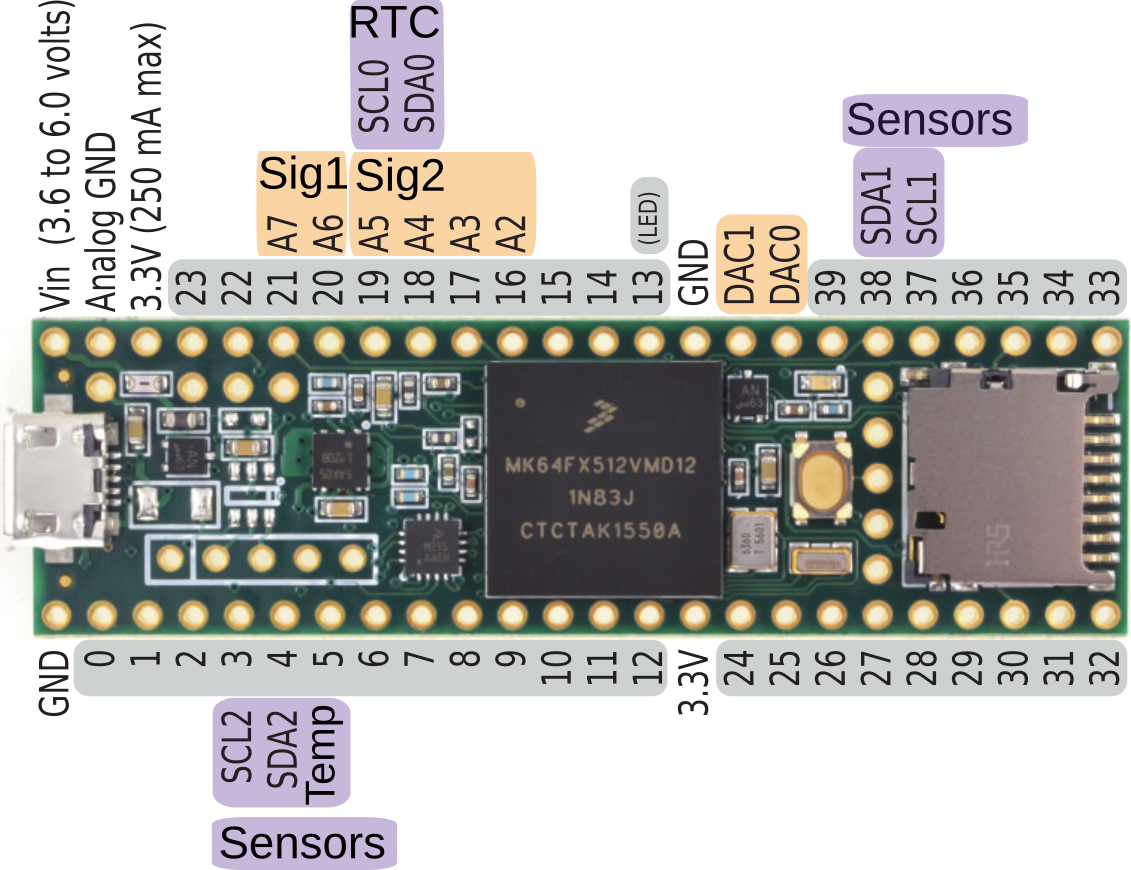 RTC
SCL0
SDA0
Sensors
Sig1
Sig2
SDA1
SCL1
A7
A6
A5
A4
A3
A2
(LED)
DAC1
DAC0
Vin (3.6 to 6.0 volts)
Analog GND
3.3V (250 mA max)
23
22
21
20
19
18
17
16
15
14
13
GND
39
38
37
36
35
34
33
MK64FX512VMD12
1N83J
CTCTAK1550A
GND
0
1
2
3
4
5
6
7
8
9
10
11
12
3.3V
24
25
26
27
28
29
30
31
32
SCL2
SDA2
Temp
Sensors